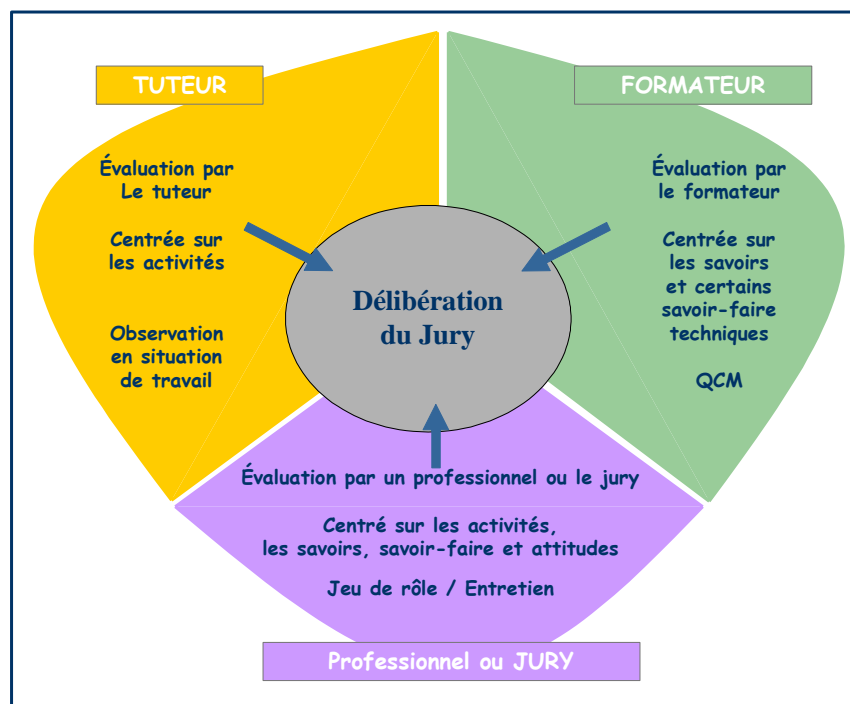 TUTEUR
Évaluation par
Le tuteur
Centrée sur
les activités
Observation
en situation
de travail
FORMATEUR
Évaluation par
le formateur
Centrée sur
les savoirs
et certains
savoir-faire
techniques
QCM
Délibération
du Jury
Évaluation par un professionnel ou le jury
Centré sur les activités,
les savoirs, savoir-faire et attitudes
Jeu de rôle / Entretien
Professionnel ou JURY